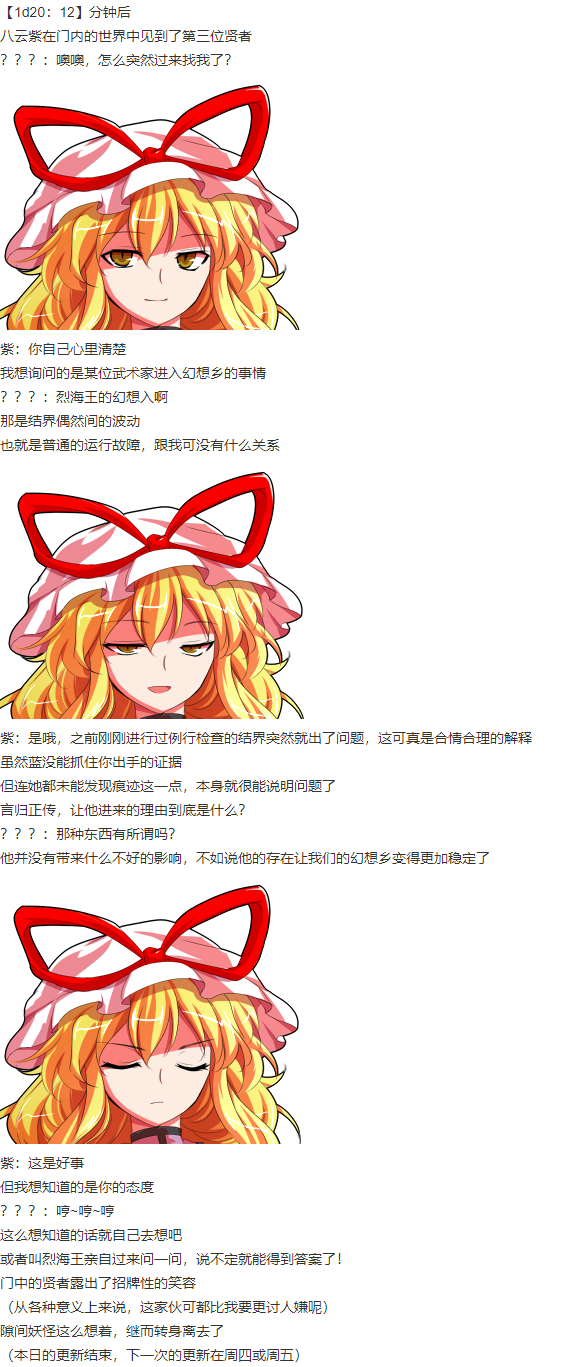 【1d20：12】分钟后
八云紫在门内的世界中见到了第三位贤者
？？？：噢噢，怎么突然过来找我了？
紫：你自己心里清楚
我想询问的是某位武术家进入幻想乡的事情
？？？：烈海王的幻想入啊
那是结界偶然间的波动
也就是普通的运行故障，跟我可没有什么关系
紫：是哦，之前刚刚进行过例行检查的结界突然就出了问题，这可真是合情合理的解释
虽然蓝没能抓住你出手的证据
但连她都未能发现痕迹这一点，本身就很能说明问题了
言归正传，让他进来的理由到底是什么？
？？？：那种东西有所谓吗？
他并没有带来什么不好的影响，不如说他的存在让我们的幻想乡变得更加稳定了
紫：这是好事
但我想知道的是你的态度
？？？：哼~哼~哼
这么想知道的话就自己去想吧
或者叫烈海王亲自过来问一问，说不定就能得到答案了！
门中的贤者露出了招牌性的笑容
（从各种意义上来说，这家伙可都比我要更讨人嫌呢）
隙间妖怪这么想着，继而转身离去了
（本日的更新结束，下一次的更新在周四或周五）